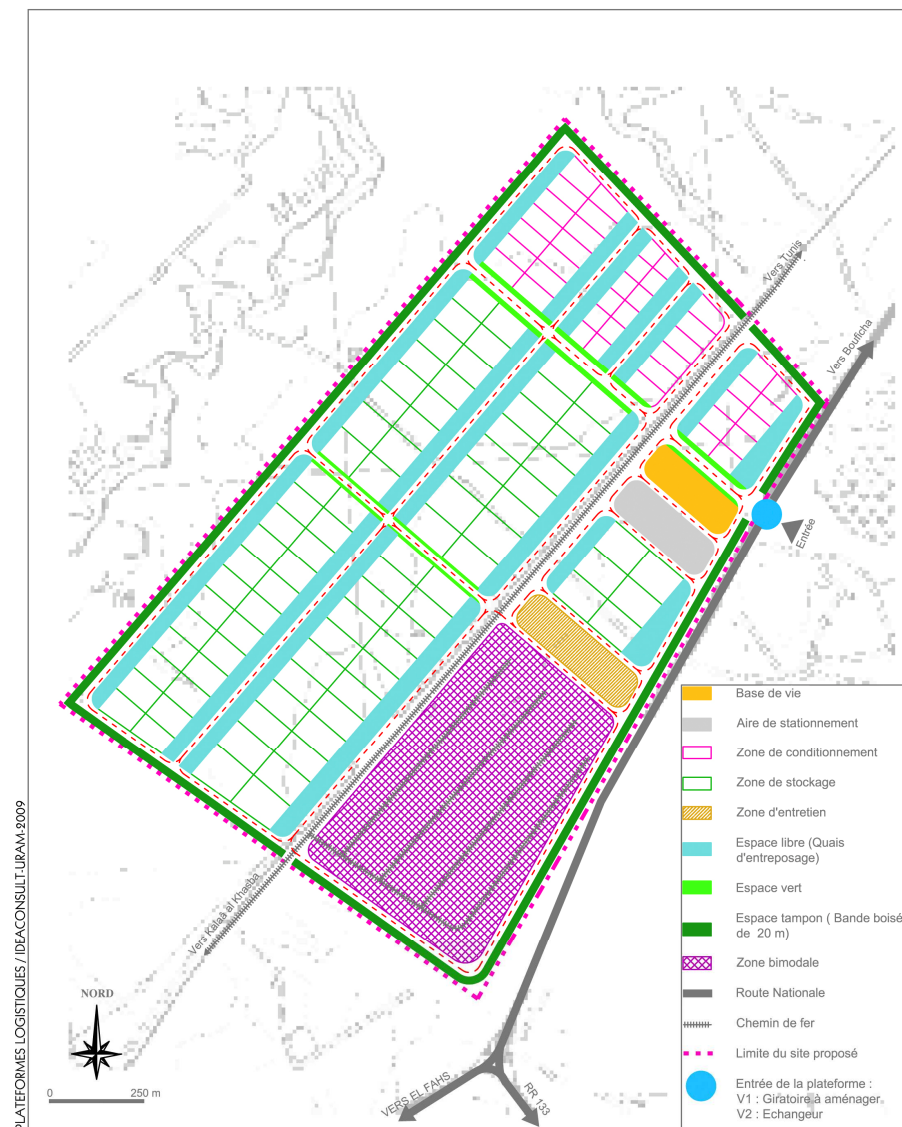 Vers Tunis
Vers Bouficha
Entrée
Base de vie
Aire de stationnement
Zone de conditionnement
Zone de stockage
Zone d'entretien
Espace libre (Quais
d'entreposage)
Espace vert
Espace tampon ( Bande boisé
de 20 m)
Zone bimodale
Route Nationale
Chemin de fer
Limite du site proposé
Entrée de la plateforme :
V1 : Giratoire à aménager
V2 : Echangeur
Vers Kalaâ al Khasba
NORD
0 250 m
VERS EL FAHS
RR 133
PLATEFORMES LOGISTIQUES / IDEACONSULT-URAM-2009